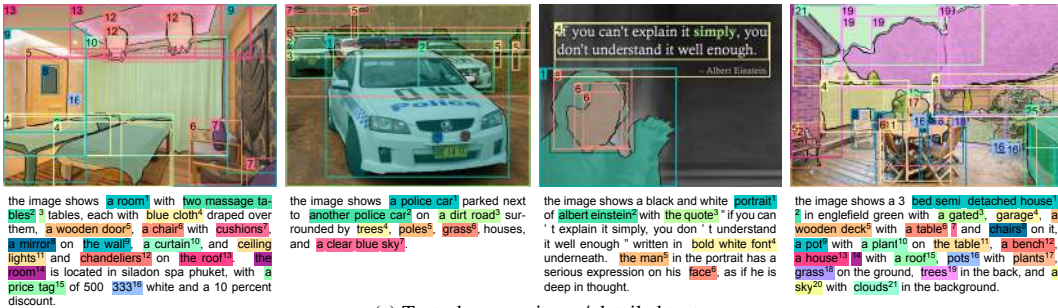 the image shows a room¹ with two massage ta-
bles² ³ tables, each with blue cloth⁴ draped over
them, a wooden door⁵, a chair⁶ with cushions⁷,
a mirror⁸ on the wall⁹, a curtain¹⁰, and ceiling
lights¹¹ and chandeliers¹² on the roof¹³. the
room¹⁴ is located in siladon spa phuket, with a
price tag¹⁵ of 500 333¹⁶ white and a 10 percent
discount.
If you can't explain it simply, you
don't understand it well enough.
– Albert Einstein
Police
the image shows a police car¹ parked next
to another police car² on a dirt road³ sur-
rounded by trees⁴, poles⁵, grass⁶, houses,
and a clear blue sky⁷.
the image shows a black and white portrait¹
of albert einstein² with the quote³ " if you can
' t explain it simply, you don ' t understand
it well enough " written in bold white font⁴
underneath. the man⁵ in the portrait has a
serious expression on his face⁶, as if he is
deep in thought.
the image shows a 3 bed semi detached house¹
² in englefield green with a gated³, garage⁴, a
wooden deck⁵ with a table⁶ ⁷ and chairs⁸ on it,
a pot⁹ with a plant¹⁰ on the table¹¹, a bench¹²,
a house¹³ ¹⁴ with a roof¹⁵, pots¹⁶ with plants¹⁷,
grass¹⁸ on the ground, trees¹⁹ in the back, and a
sky²⁰ with clouds²¹ in the background.